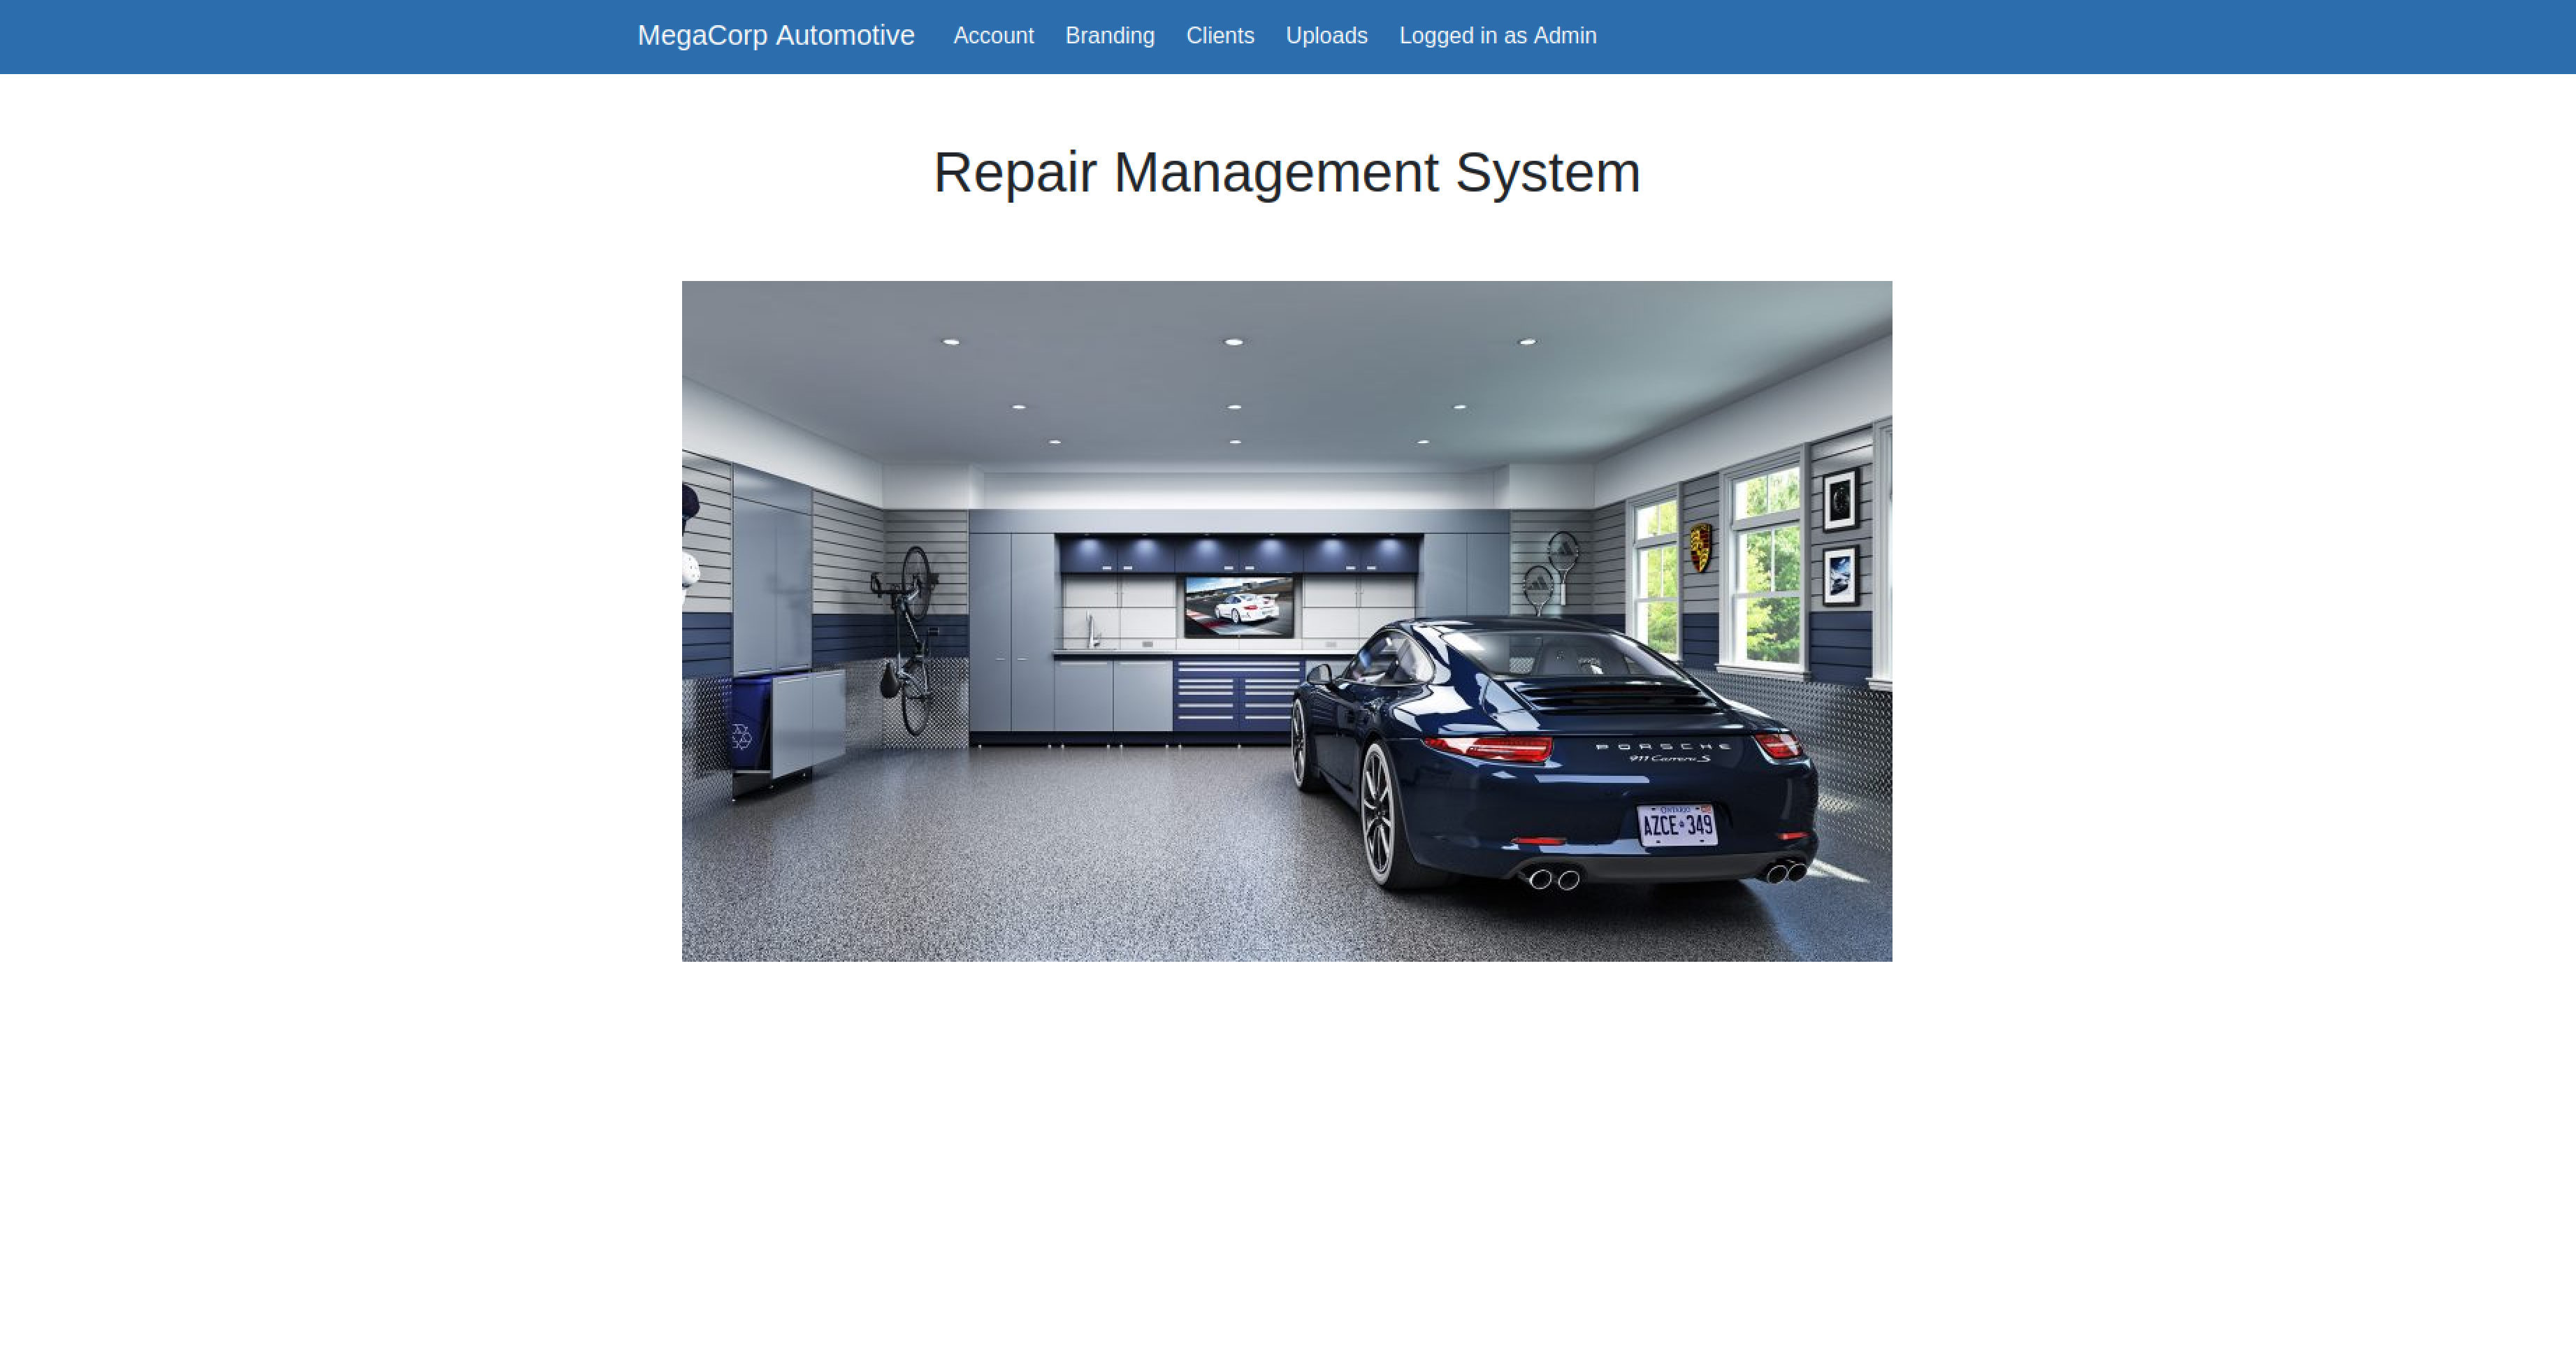 MegaCorp Automotive Account Branding Clients Uploads Logged in as Admin
Repair Management System
PORSCHE
911 Carrera S
ONTARIO
AZCE 349